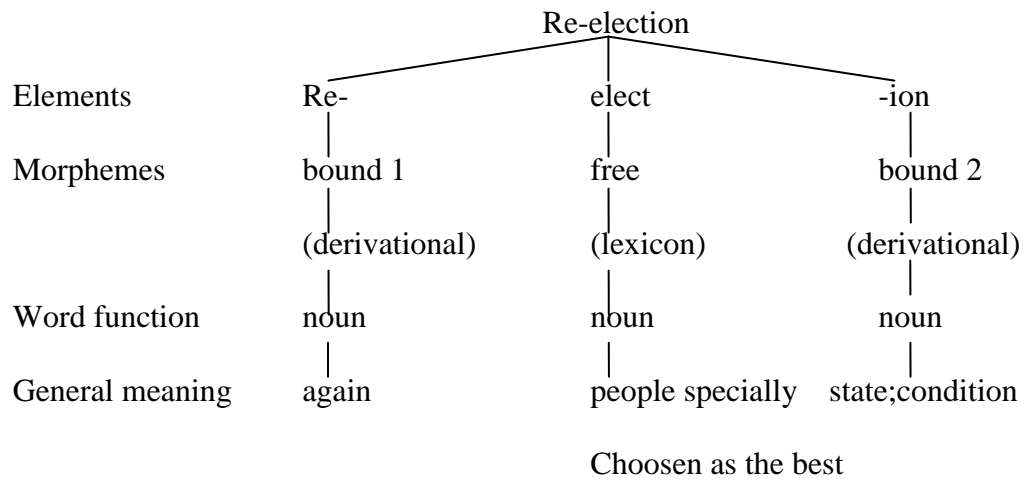 Re-election
Elements Re- elect -ion
Morphemes bound 1 free bound 2
(derivational) (lexicon) (derivational)
Word function noun noun noun
General meaning again people specially state;condition
Choosen as the best